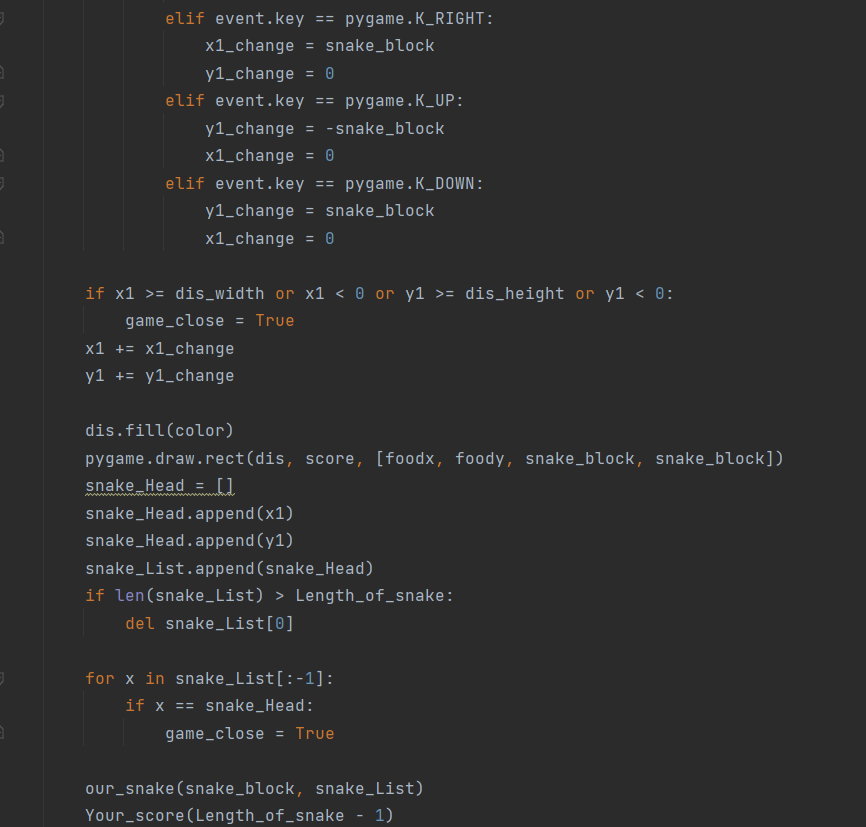 elif event.key == pygame.K_RIGHT:
x1_change = snake_block
y1_change = 0
elif event.key == pygame.K_UP:
y1_change = -snake_block
x1_change = 0
elif event.key == pygame.K_DOWN:
y1_change = snake_block
x1_change = 0
if x1 >= dis_width or x1 < 0 or y1 >= dis_height or y1 < 0:
game_close = True
x1 += x1_change
y1 += y1_change
dis.fill(color)
pygame.draw.rect(dis, score, [foodx, foody, snake_block, snake_block])
snake_Head = []
snake_Head.append(x1)
snake_Head.append(y1)
snake_List.append(snake_Head)
if len(snake_List) > Length_of_snake:
del snake_List[0]
for x in snake_List[:-1]:
if x == snake_Head:
game_close = True
our_snake(snake_block, snake_List)
Your_score(Length_of_snake - 1)